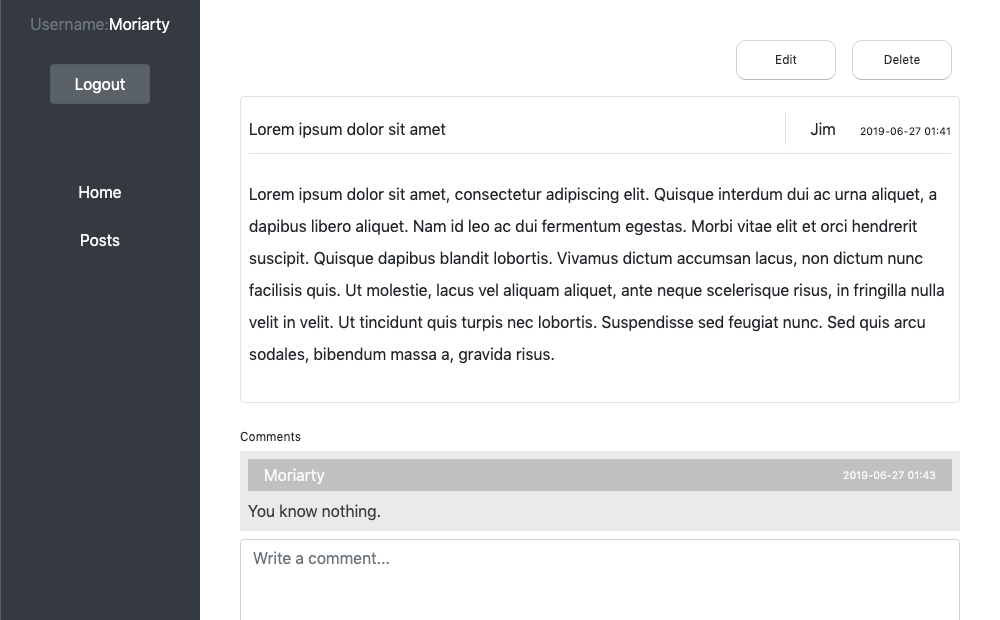 Username:Moriarty
Logout
Home
Posts
Edit
Delete
Lorem ipsum dolor sit amet
Jim
2019-06-27 01:41
Lorem ipsum dolor sit amet, consectetur adipiscing elit. Quisque interdum dui ac urna aliquet, a
dapibus libero aliquet. Nam id leo ac dui fermentum egestas. Morbi vitae elit et orci hendrerit
suscipit. Quisque dapibus blandit lobortis. Vivamus dictum accumsan lacus, non dictum nunc
facilisis quis. Ut molestie, lacus vel aliquam aliquet, ante neque scelerisque risus, in fringilla nulla
velit in velit. Ut tincidunt quis turpis nec lobortis. Suspendisse sed feugiat nunc. Sed quis arcu
sodales, bibendum massa a, gravida risus.
Comments
Moriarty
2019-06-27 01:43
You know nothing.
Write a comment...